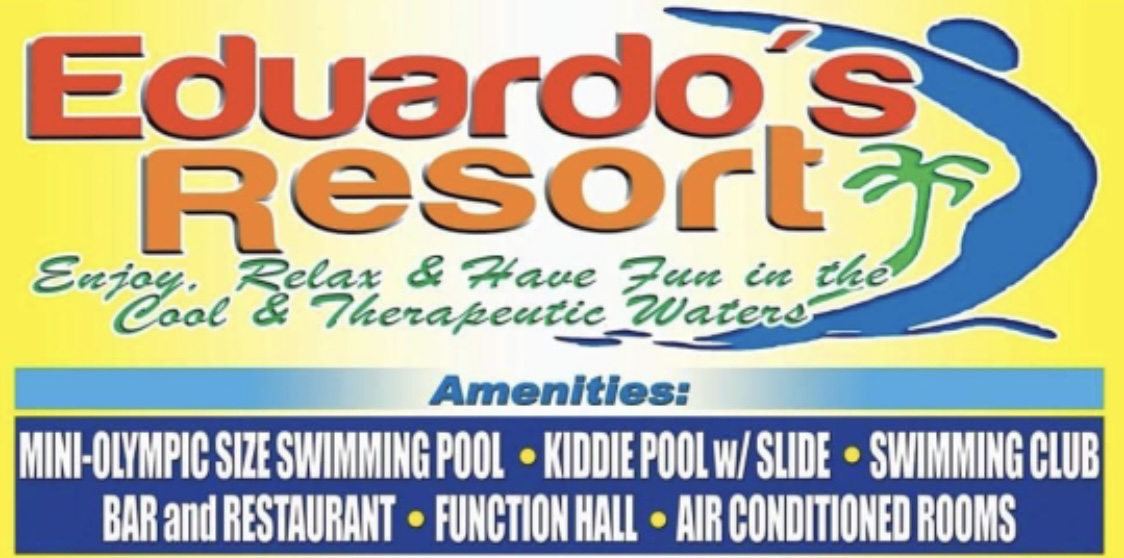 Eduardo´s
Resort
Enjoy, Relax & Have Fun in the
Cool & Therapeutic Waters
Amenities:
MINI-OLYMPIC SIZE SWIMMING POOL • KIDDIE POOL w/ SLIDE • SWIMMING CLUB
BAR and RESTAURANT • FUNCTION HALL • AIR CONDITIONED ROOMS